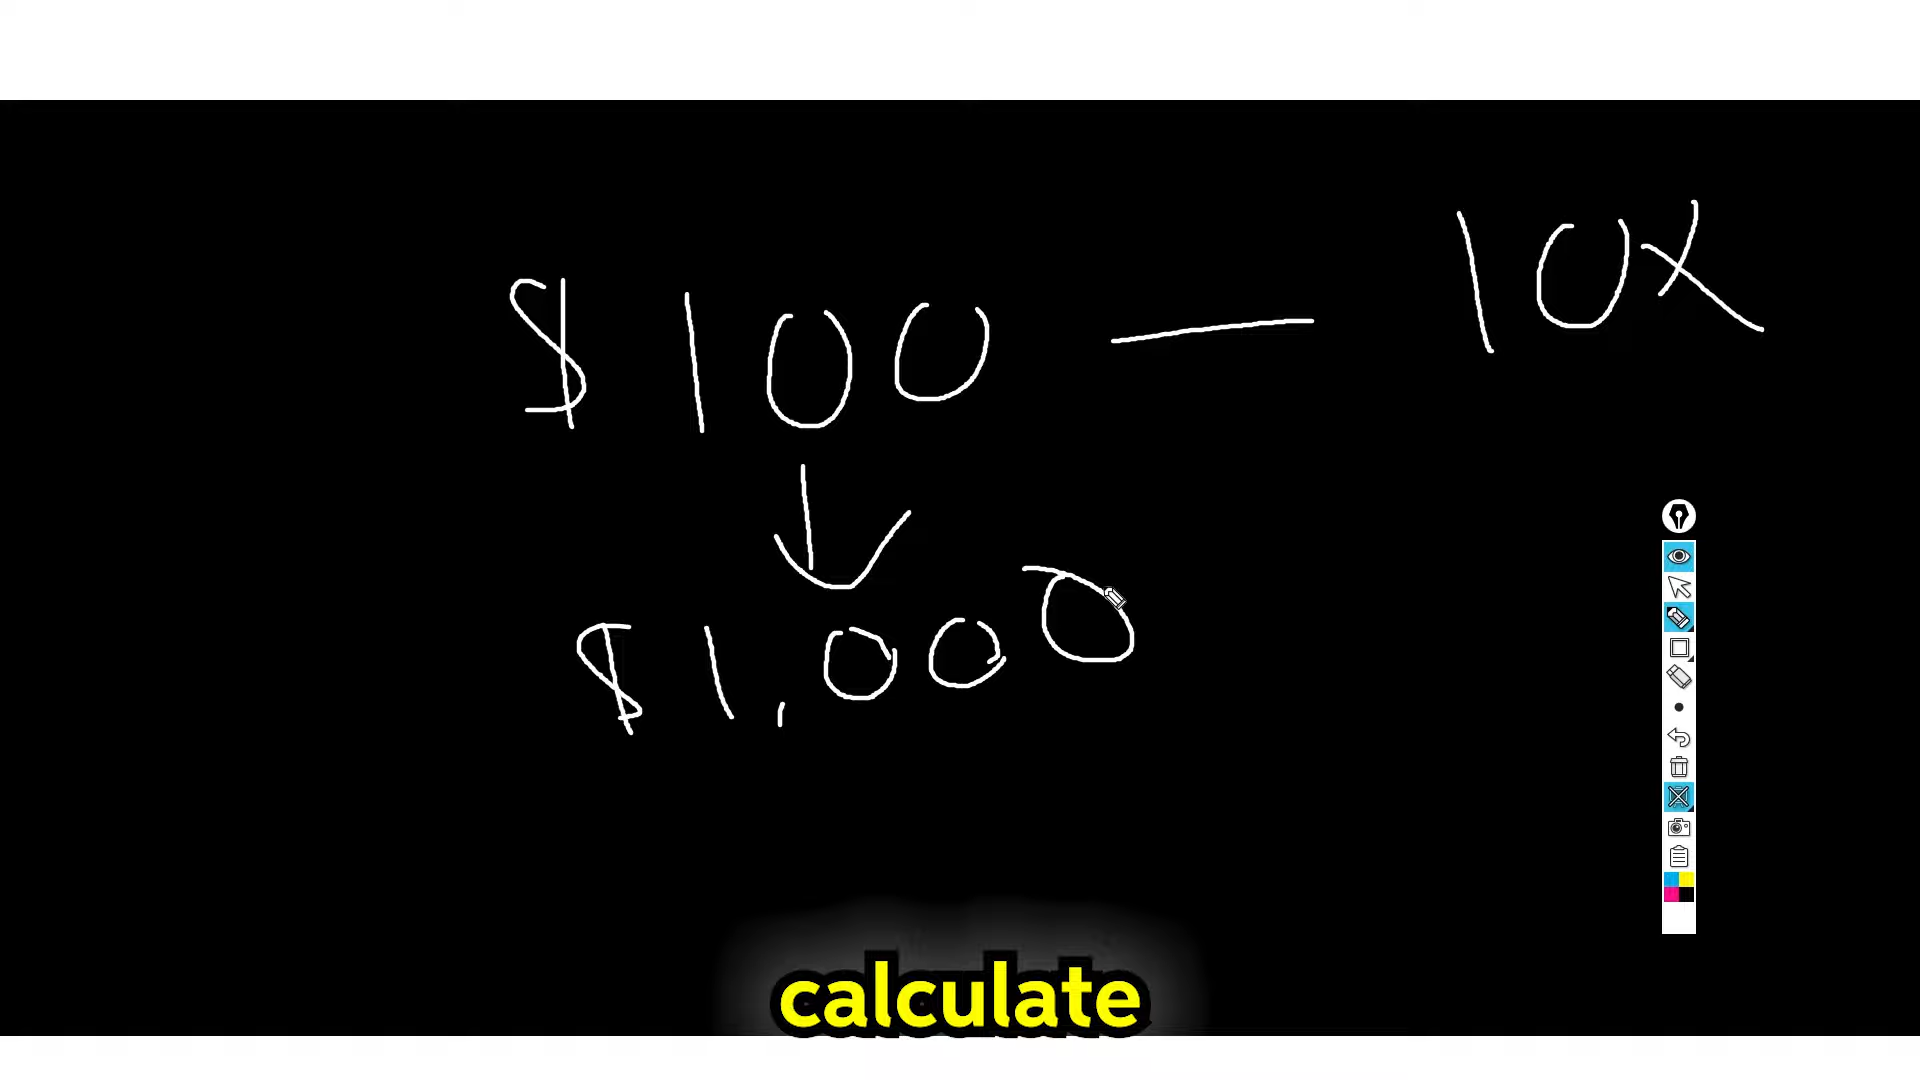 $100 — 10x
$1,000
calculate